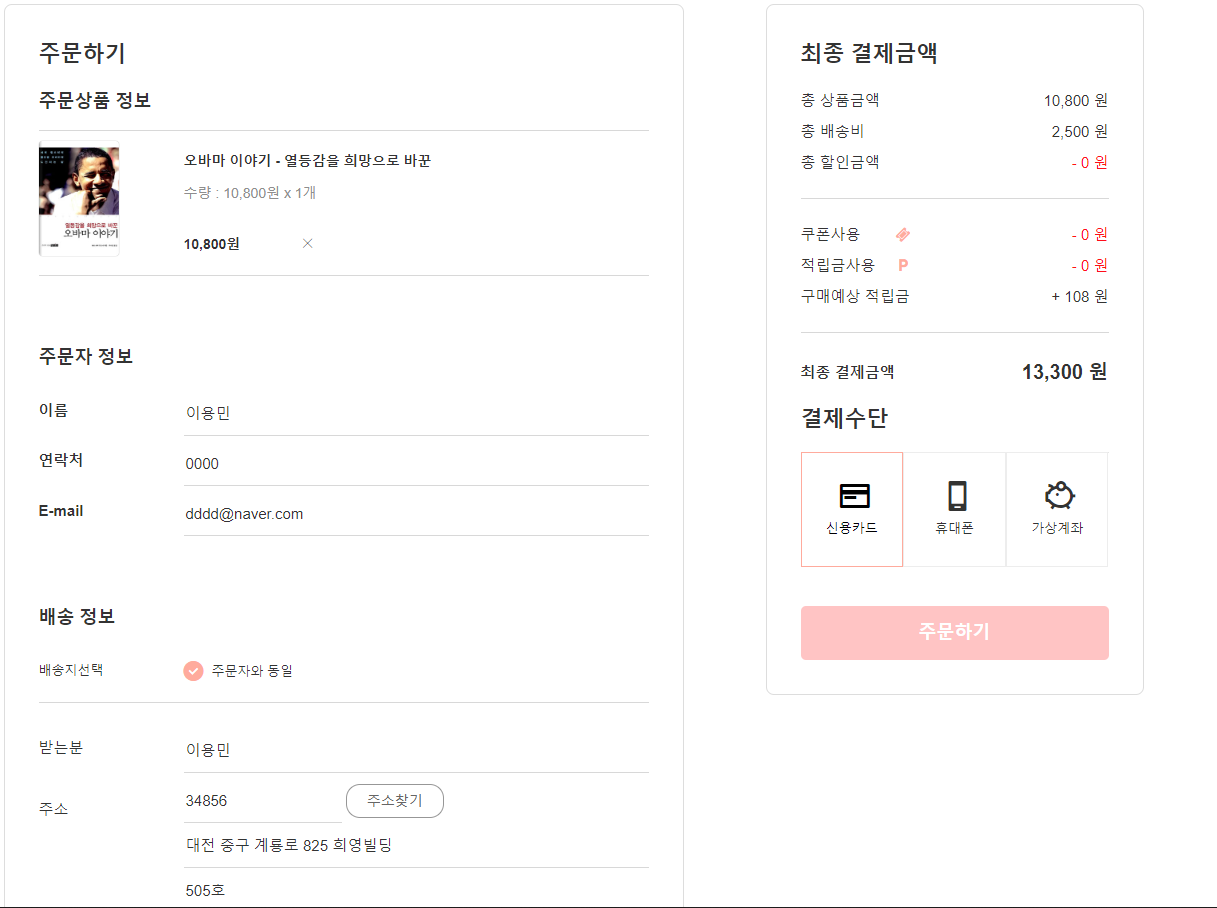 주문하기
주문상품 정보
오바마 이야기 - 열등감을 희망으로 바꾼
수량 : 10,800원 x 1개
열등감을 희망으로 바꾼
오바마 이야기
10,800원
주문자 정보
이름
이용민
연락처
0000
E-mail
dddd@naver.com
배송 정보
배송지선택
주문자와 동일
받는분
이용민
주소
34856
주소찾기
대전 중구 계룡로 825 희영빌딩
505호
최종 결제금액
총 상품금액
10,800 원
총 배송비
2,500 원
총 할인금액
- 0 원
쿠폰사용
- 0 원
적립금사용
P
- 0 원
구매예상 적립금
+ 108 원
최종 결제금액
13,300 원
결제수단
신용카드
휴대폰
가상계좌
주문하기